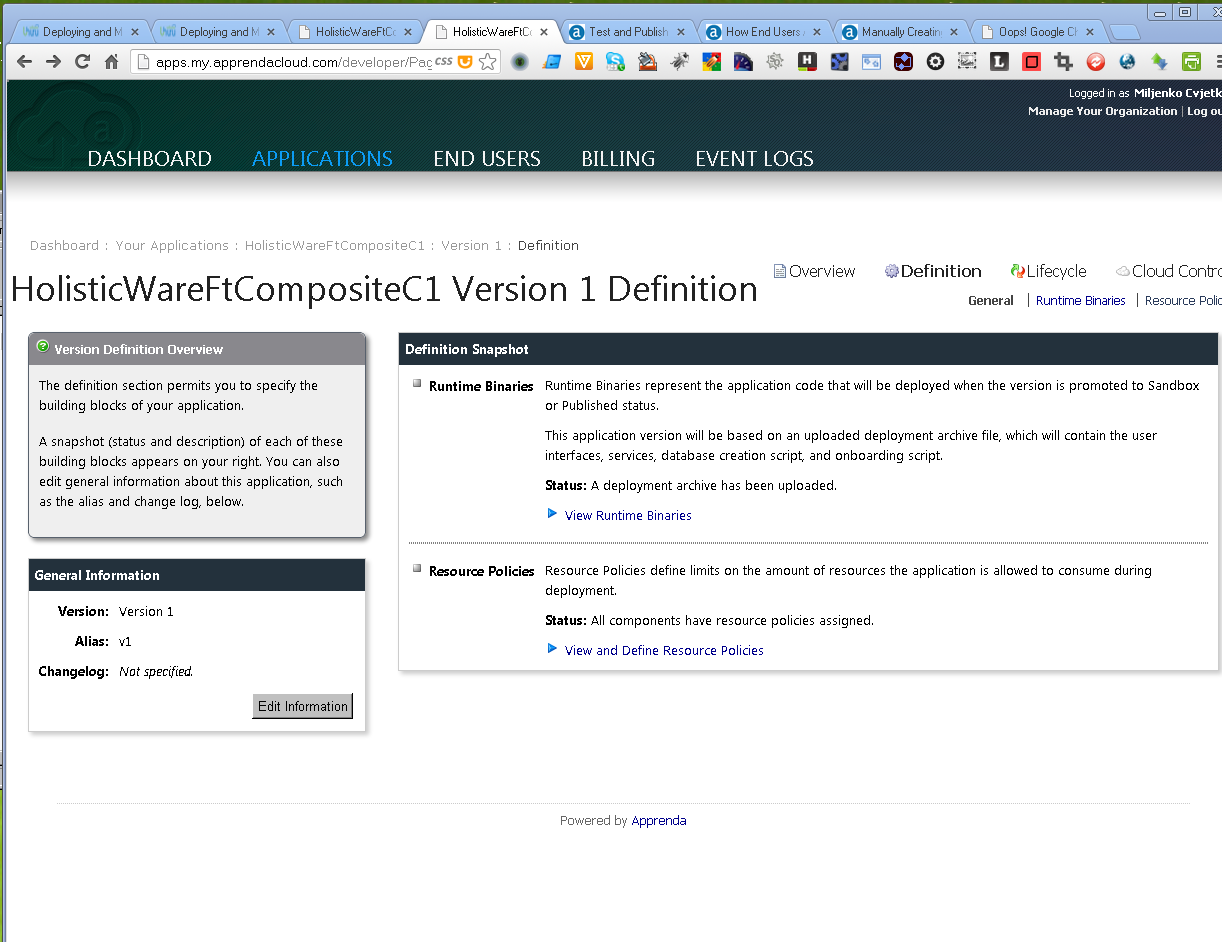 Deploying and M
Deploying and M
HolisticWareFtCo
HolisticWareFtCo
Test and Publish
How End Users A
Manually Creating
Oops! Google Ch
apps.my.apprendacloud.com/developer/Pag
CSS
Logged in as Miljenko Cvjetk
Manage Your Organization | Log ou
DASHBOARD APPLICATIONS END USERS BILLING EVENT LOGS
Dashboard : Your Applications : HolisticWareFtCompositeC1 : Version 1 : Definition
HolisticWareFtCompositeC1 Version 1 Definition
Overview Definition Lifecycle Cloud Contro
General | Runtime Binaries | Resource Polic
Version Definition Overview
The definition section permits you to specify the
building blocks of your application.
A snapshot (status and description) of each of these
building blocks appears on your right. You can also
edit general information about this application, such
as the alias and change log, below.
General Information
Version: Version 1
Alias: v1
Changelog: Not specified.
Edit Information
Definition Snapshot
Runtime Binaries Runtime Binaries represent the application code that will be deployed when the version is promoted to Sandbox
or Published status.
This application version will be based on an uploaded deployment archive file, which will contain the user
interfaces, services, database creation script, and onboarding script.
Status: A deployment archive has been uploaded.
View Runtime Binaries
Resource Policies Resource Policies define limits on the amount of resources the application is allowed to consume during
deployment.
Status: All components have resource policies assigned.
View and Define Resource Policies
Powered by Apprenda